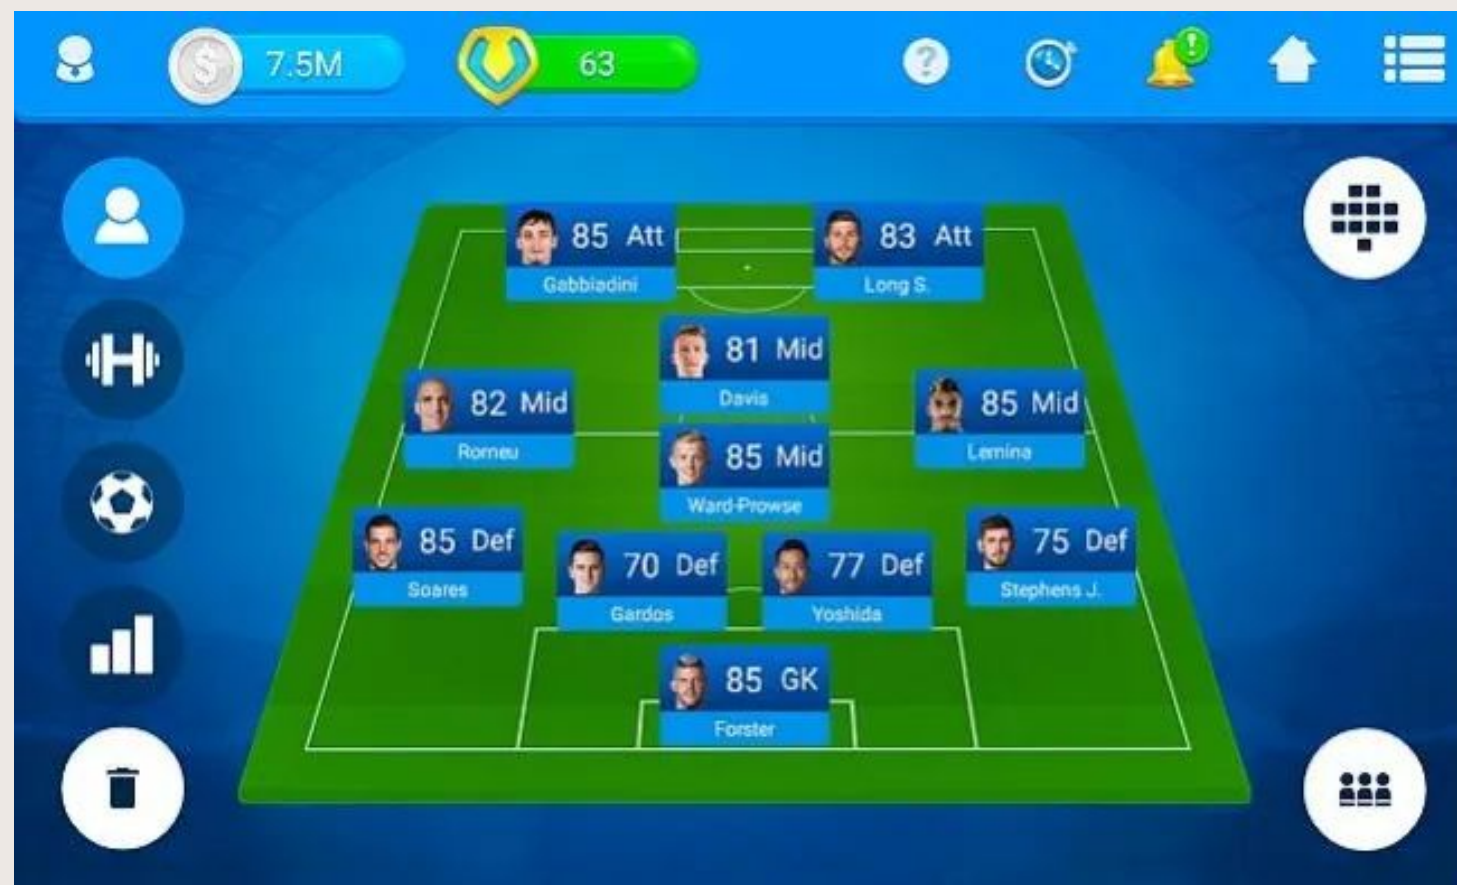 7.5M
63
?
!
85 Att
Gabbiadini
83 Att
Long S.
81 Mid
Davis
82 Mid
Romeu
85 Mid
Lemina
85 Mid
Ward-Prowse
85 Def
Soares
70 Def
Gardos
77 Def
Yoshida
75 Def
Stephens J.
85 GK
Forster